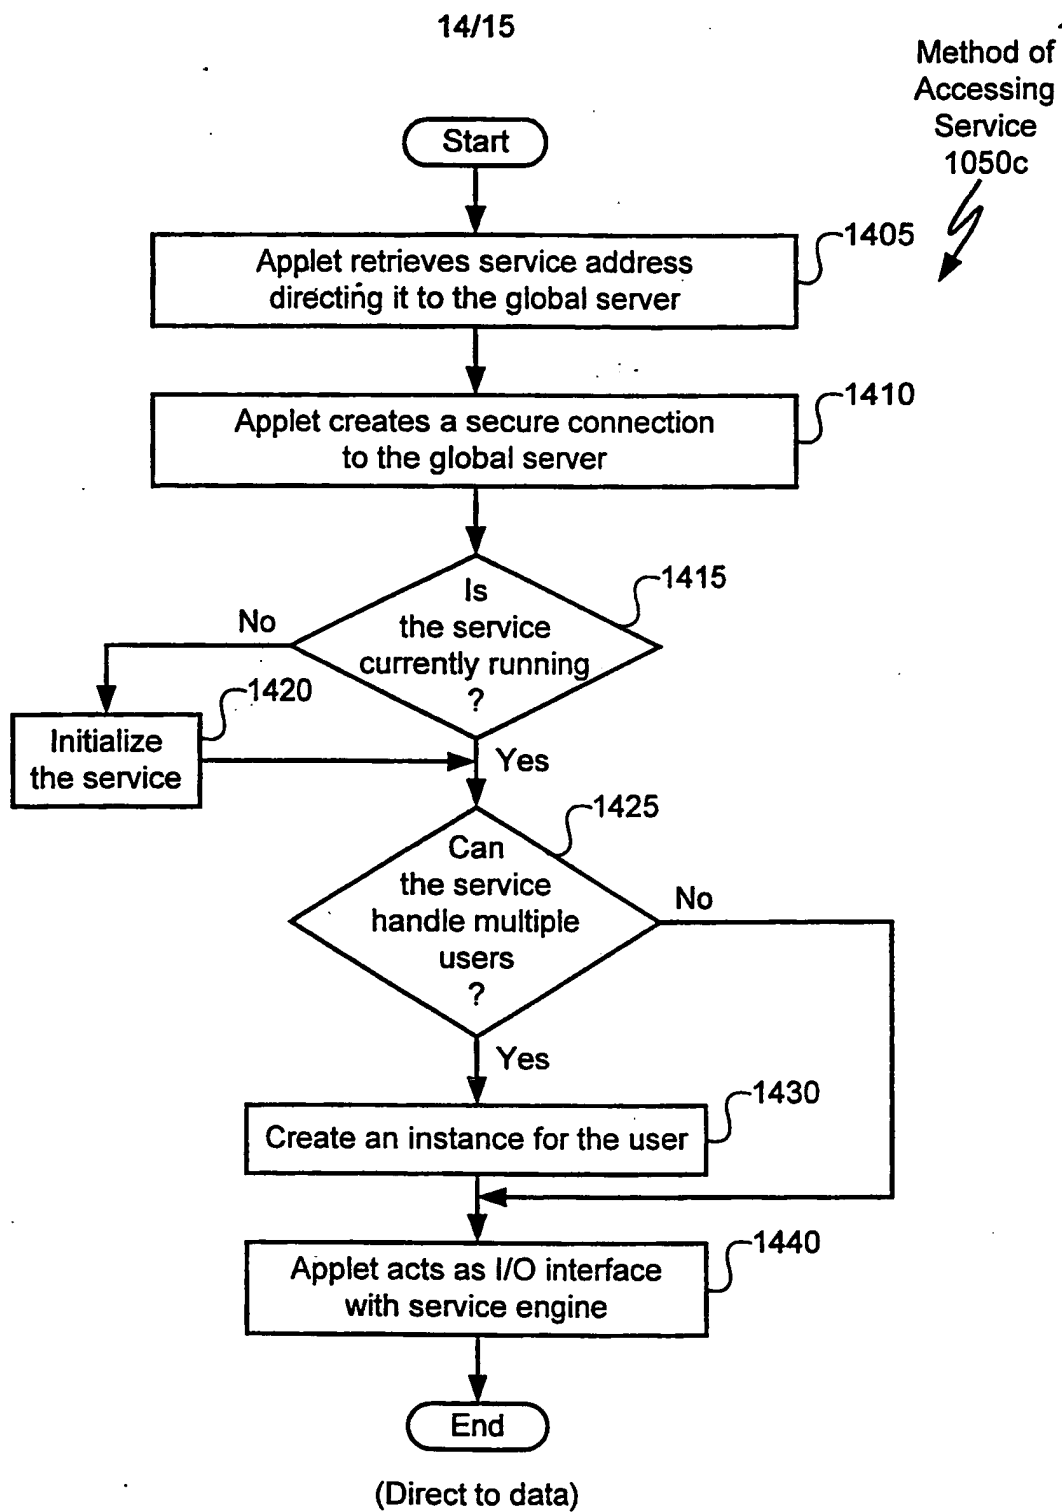 14/15
Method of
Accessing
Service
1050c
Start
1405
Applet retrieves service address
directing it to the global server
1410
Applet creates a secure connection
to the global server
1415
Is
the service
currently running
?
No
1420
Initialize
the service
Yes
1425
Can
the service
handle multiple
users
?
No
Yes
1430
Create an instance for the user
1440
Applet acts as I/O interface
with service engine
End
(Direct to data)